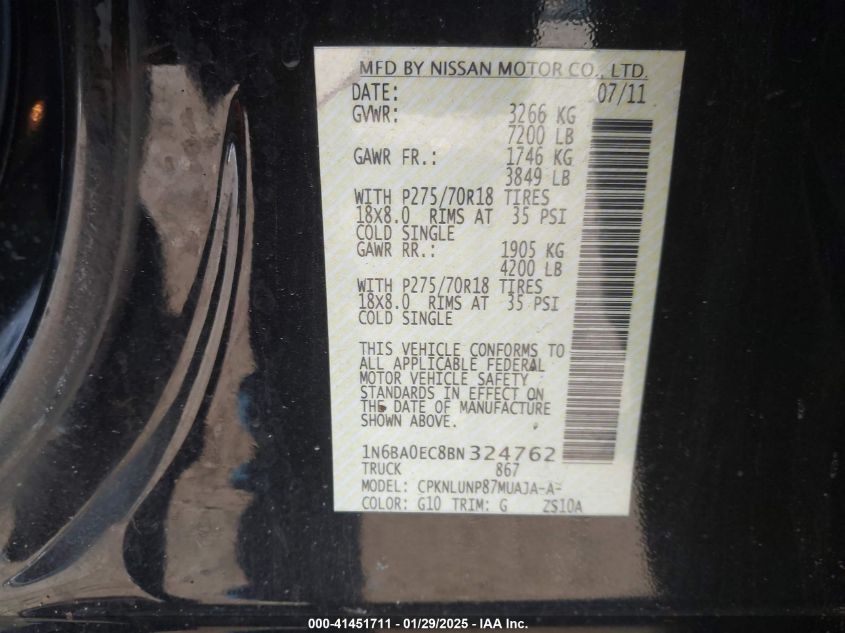 MFD BY NISSAN MOTOR CO., LTD.
DATE: 07/11
GVWR: 3266 KG
7200 LB
GAWR FR.: 1746 KG
3849 LB
WITH P275/70R18 TIRES
18X8.0 RIMS AT 35 PSI
COLD SINGLE
GAWR RR.: 1905 KG
4200 LB
WITH P275/70R18 TIRES
18X8.0 RIMS AT 35 PSI
COLD SINGLE
THIS VEHICLE CONFORMS TO
ALL APPLICABLE FEDERAL
MOTOR VEHICLE SAFETY
STANDARDS IN EFFECT ON
THE DATE OF MANUFACTURE
SHOWN ABOVE.
1N6BA0EC8BN324762
TRUCK 867
MODEL: CPKNLUNP87MUAJA-A-
COLOR: G10 TRIM: G ZS10A
000-41451711 - 01/29/2025 - IAA Inc.